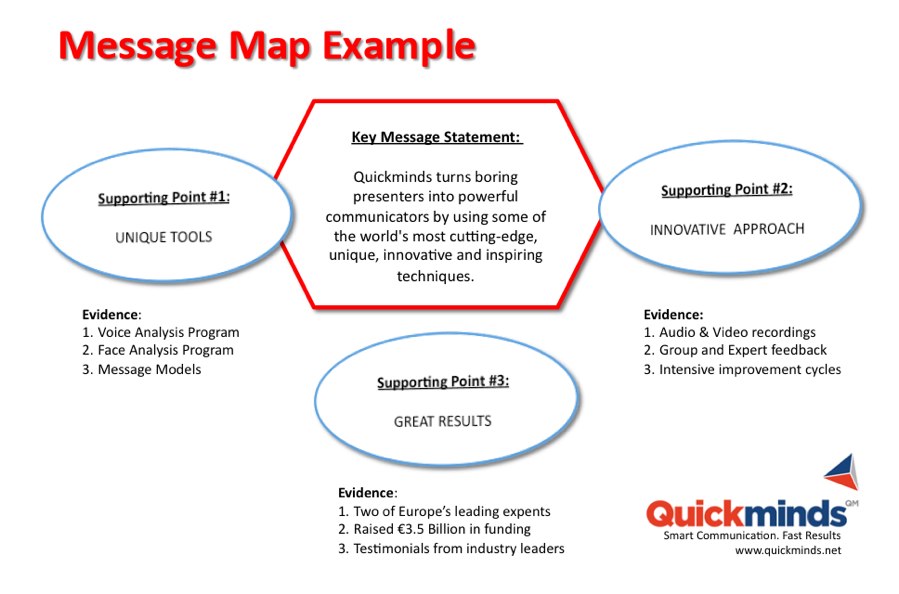 Message Map Example
Key Message Statement:
Quickminds turns boring
presenters into powerful
communicators by using some of
the world's most cutting-edge,
unique, innovative and inspiring
techniques.
Supporting Point #1:
UNIQUE TOOLS
Evidence:
1. Voice Analysis Program
2. Face Analysis Program
3. Message Models
Supporting Point #2:
INNOVATIVE APPROACH
Evidence:
1. Audio & Video recordings
2. Group and Expert feedback
3. Intensive improvement cycles
Supporting Point #3:
GREAT RESULTS
Evidence:
1. Two of Europe's leading expents
2. Raised €3.5 Billion in funding
3. Testimonials from industry leaders
Quickminds QM
Smart Communication. Fast Results
www.quickminds.net